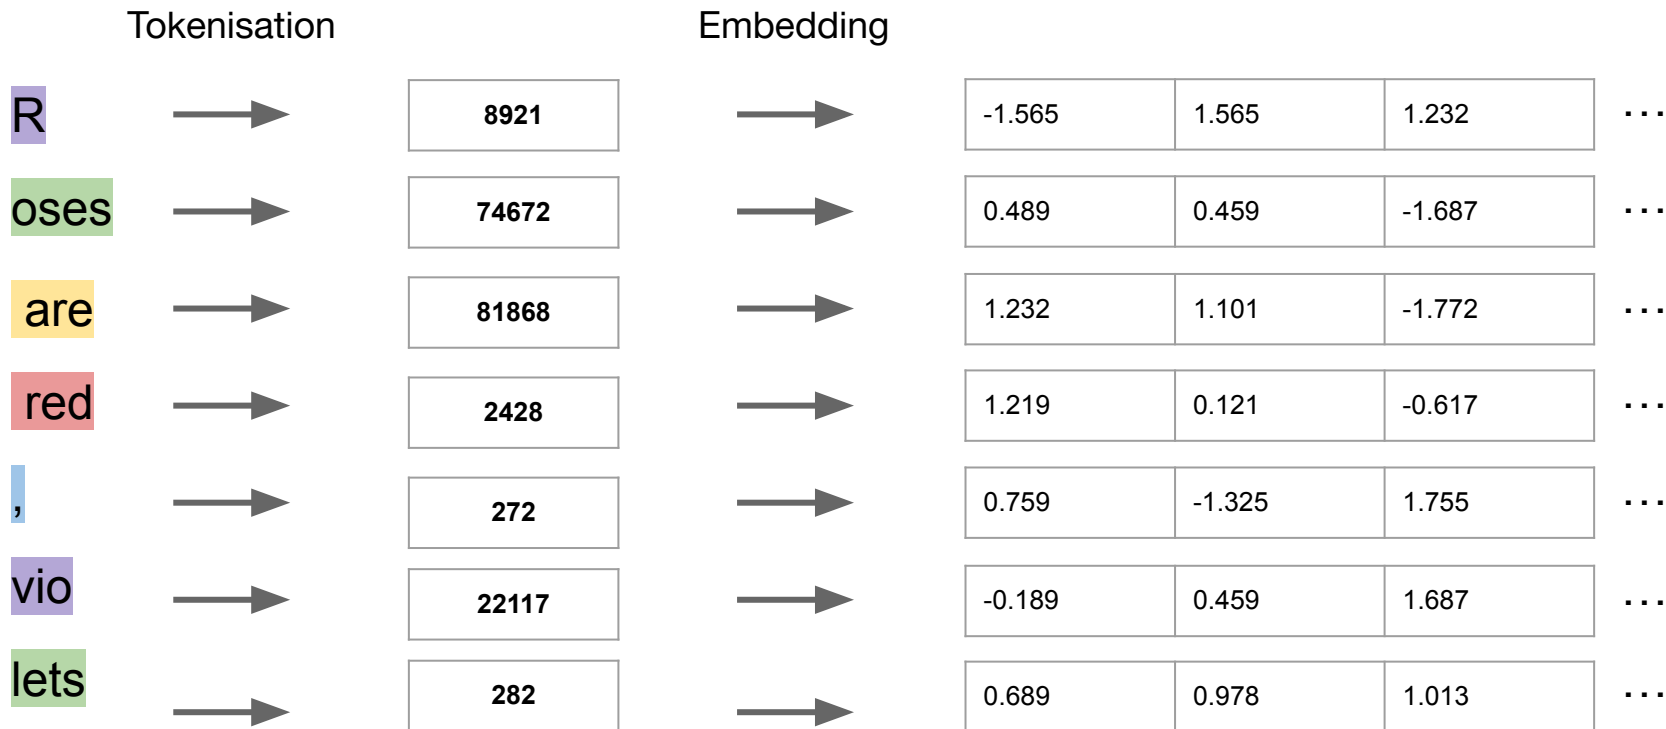 Tokenisation Embedding
R 8921 -1.565 1.565 1.232 ...
oses 74672 0.489 0.459 -1.687 ...
are 81868 1.232 1.101 -1.772 ...
red 2428 1.219 0.121 -0.617 ...
, 272 0.759 -1.325 1.755 ...
vio 22117 -0.189 0.459 1.687 ...
lets 282 0.689 0.978 1.013 ...